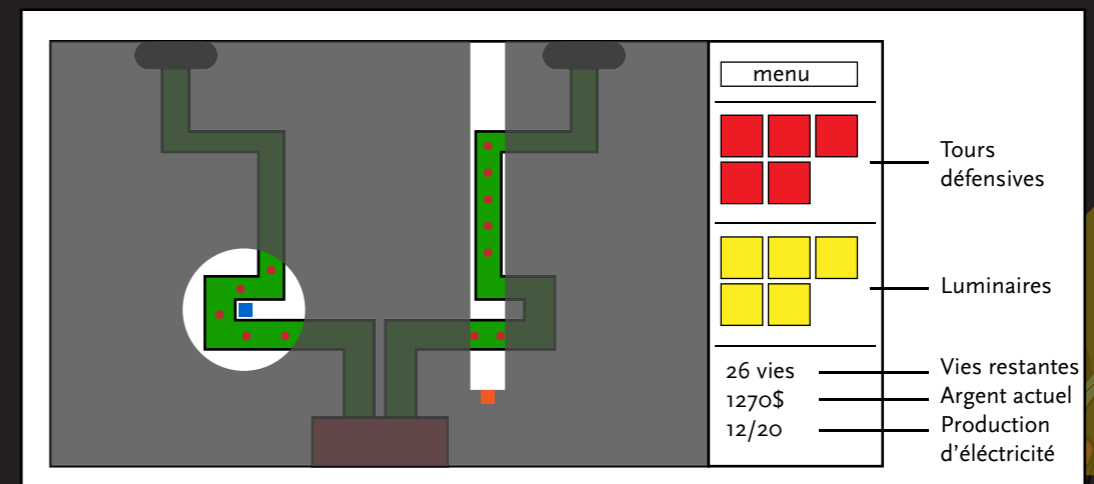 menu
Tours
défensives
Luminaires
26 vies
Vies restantes
1270$
Argent actuel
12/20
Production
d'éléctricité